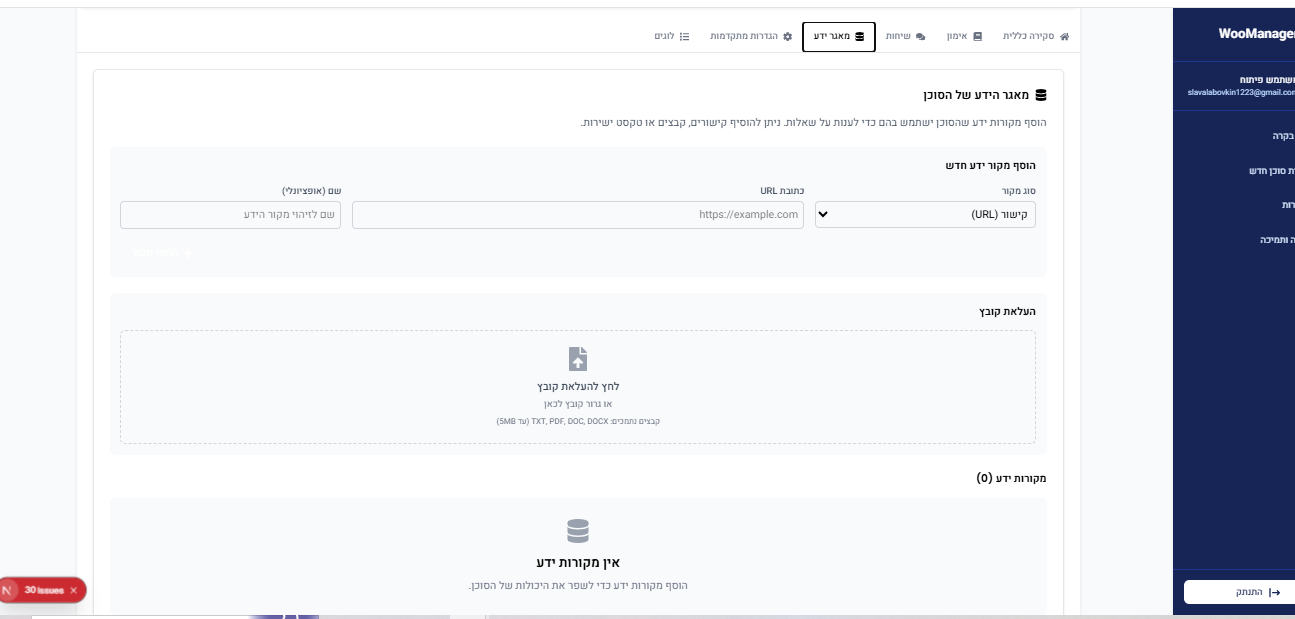 WooManager
משתמש פיתוח
slavalabovkin1223@gmail.com
בקרה
סוכן חדש
ותמיכה
התנתק
סקירה כללית
אימון
שיחות
מאגר ידע
הגדרות מתקדמות
לוגים
מאגר הידע של הסוכן
הוסף מקורות ידע שהסוכן ישתמש בהם כדי לענות על שאלות. ניתן להוסיף קישורים, קבצים או טקסט ישירות.
הוסף מקור ידע חדש
סוג מקור
כתובת URL
שם (אופציונלי)
קישור (URL)
https://example.com
שם לזיהוי מקור הידע
העלאת קובץ
לחץ להעלאת קובץ
או גרור קובץ לכאן
קבצים נתמכים: TXT, PDF, DOC, DOCX (עד 5MB)
מקורות ידע (0)
אין מקורות ידע
הוסף מקורות ידע כדי לשפר את היכולות של הסוכן.
N 30 Issues ×